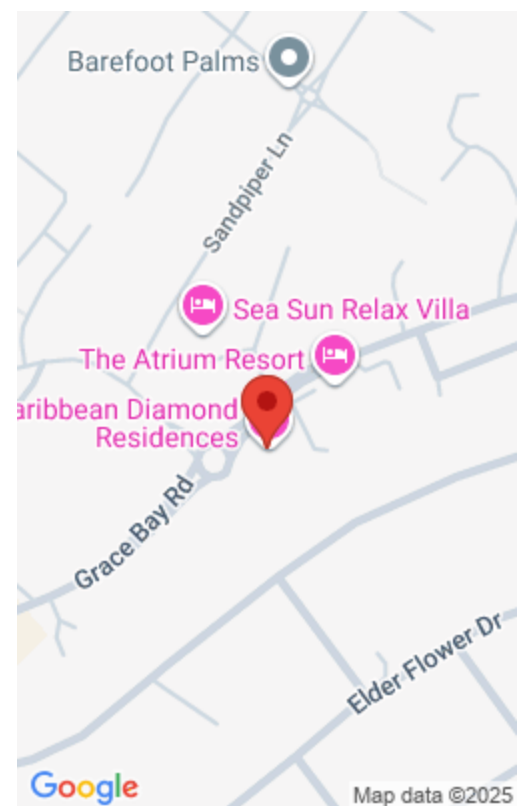 Barefoot Palms
Sandpiper Ln
Sea Sun Relax Villa
The Atrium Resort
aribbean Diamond
Residences
Grace Bay Rd
Elder Flower Dr
Google
Map data ©2025